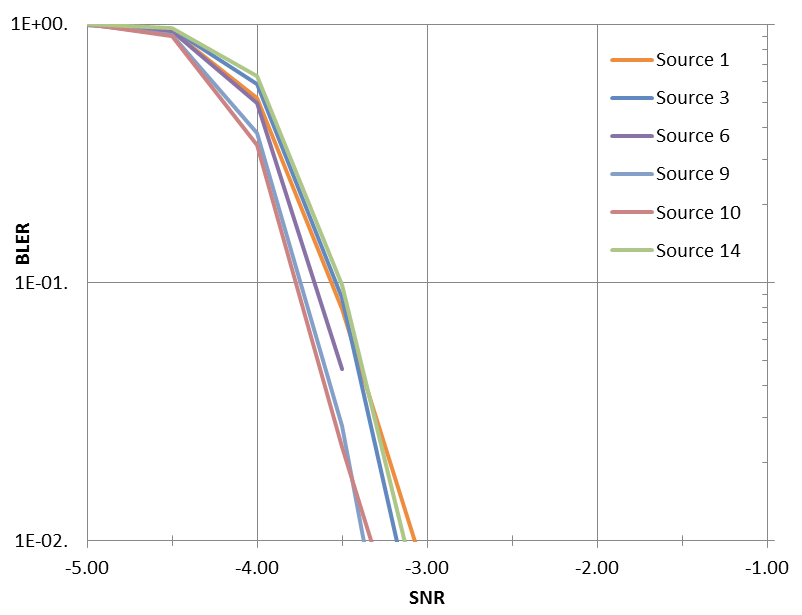 1E+00.
1E-01.
1E-02.
BLER
-5.00
-4.00
-3.00
-2.00
-1.00
SNR
Source 1
Source 3
Source 6
Source 9
Source 10
Source 14